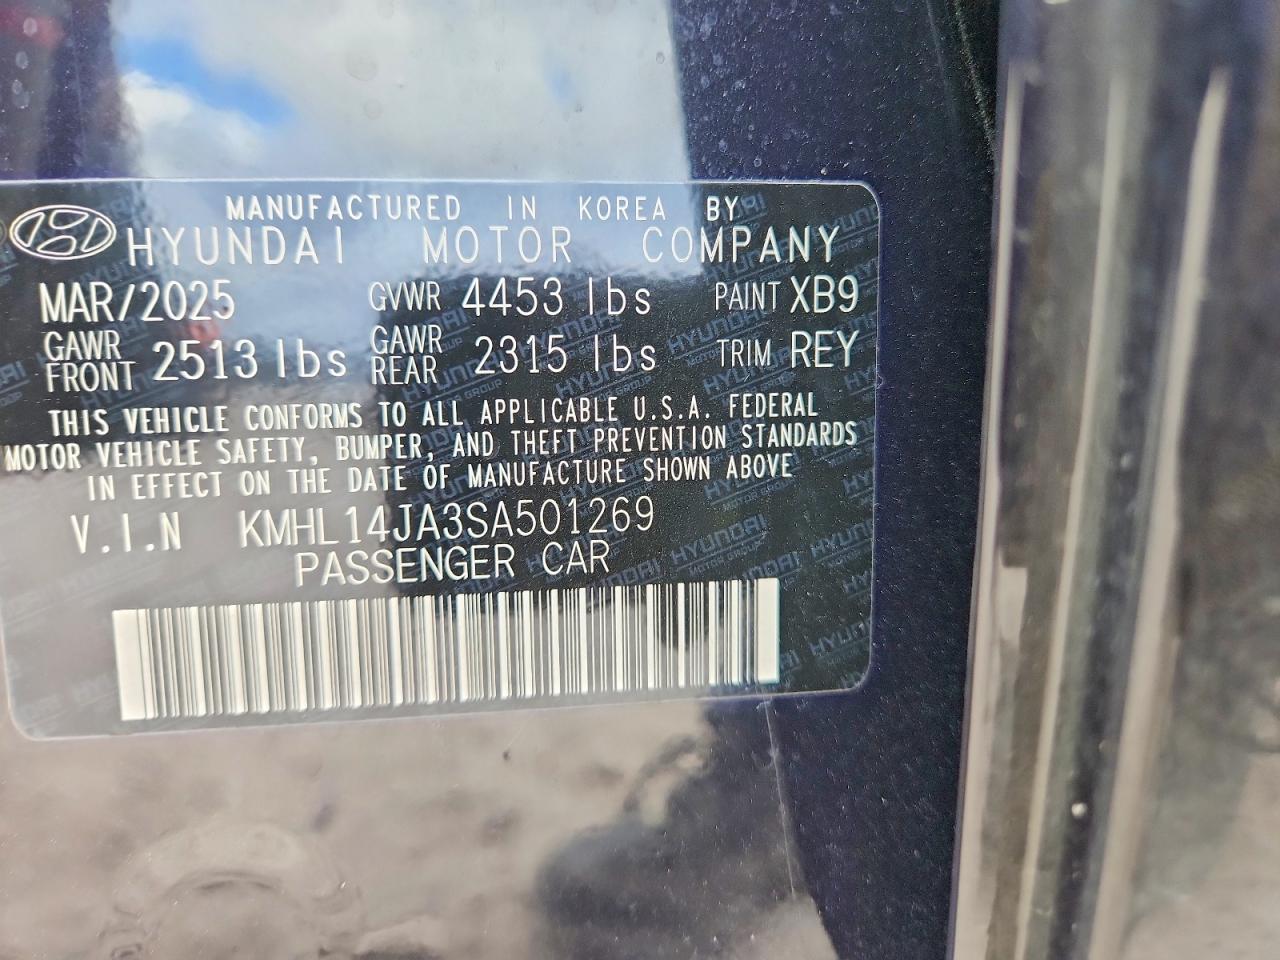 MANUFACTURED IN KOREA BY
HYUNDAI MOTOR COMPANY
MAR/2025 GVWR 4453 lbs PAINT XB9
GAWR FRONT 2513 lbs GAWR REAR 2315 lbs TRIM REY
THIS VEHICLE CONFORMS TO ALL APPLICABLE U.S.A. FEDERAL
MOTOR VEHICLE SAFETY, BUMPER, AND THEFT PREVENTION STANDARDS
IN EFFECT ON THE DATE OF MANUFACTURE SHOWN ABOVE
V.I.N KMHL14JA3SA501269
PASSENGER CAR